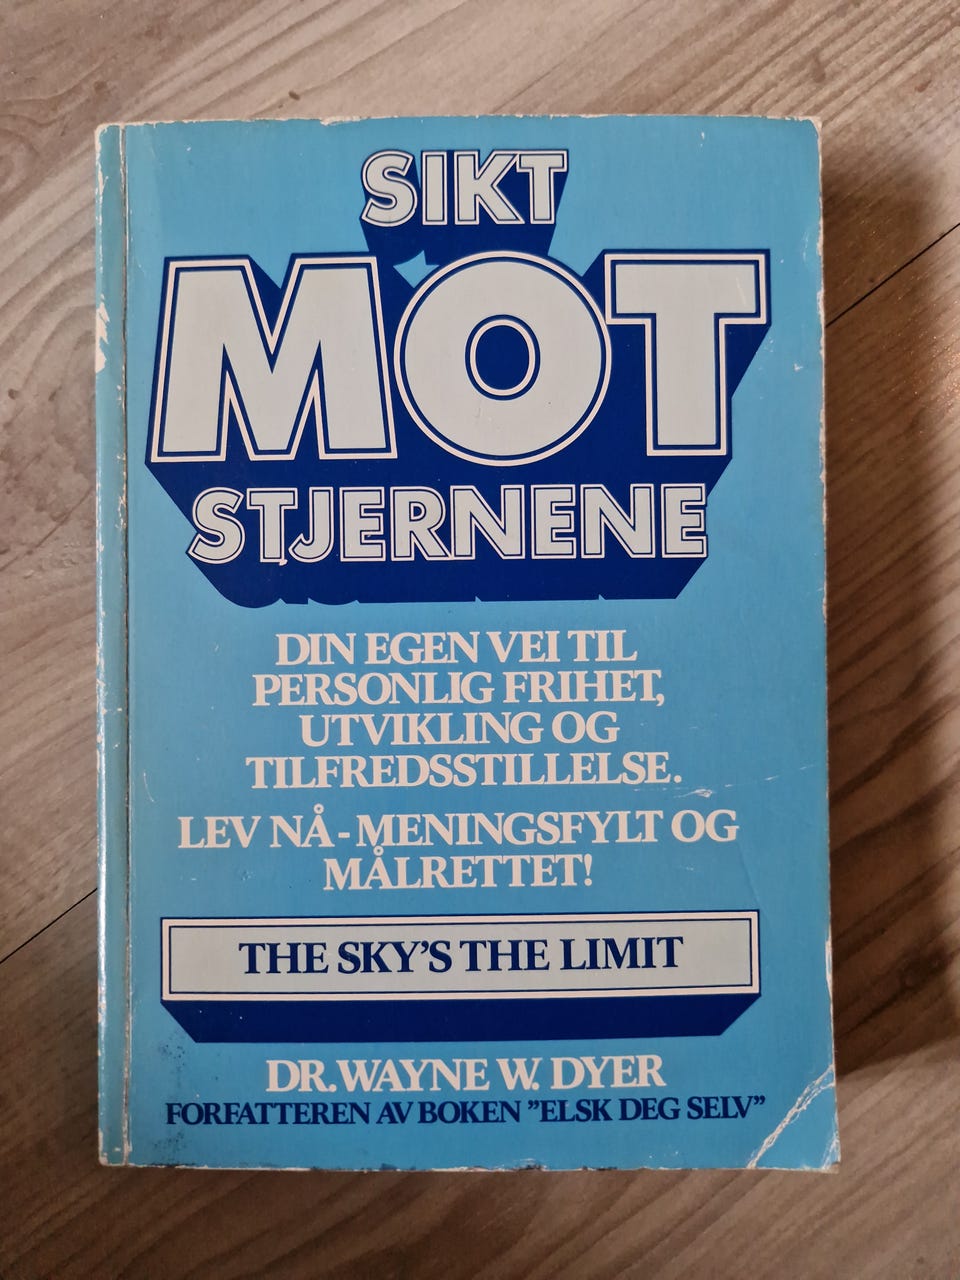 SIKT
MOT
STJERNENE
DIN EGEN VEI TIL
PERSONLIG FRIHET,
UTVIKLING OG
TILFREDSSTILLELSE.
LEV NÅ - MENINGSFYLT OG
MÅLRETTET!
THE SKY'S THE LIMIT
DR. WAYNE W. DYER
FORFATTEREN AV BOKEN "ELSK DEG SELV"